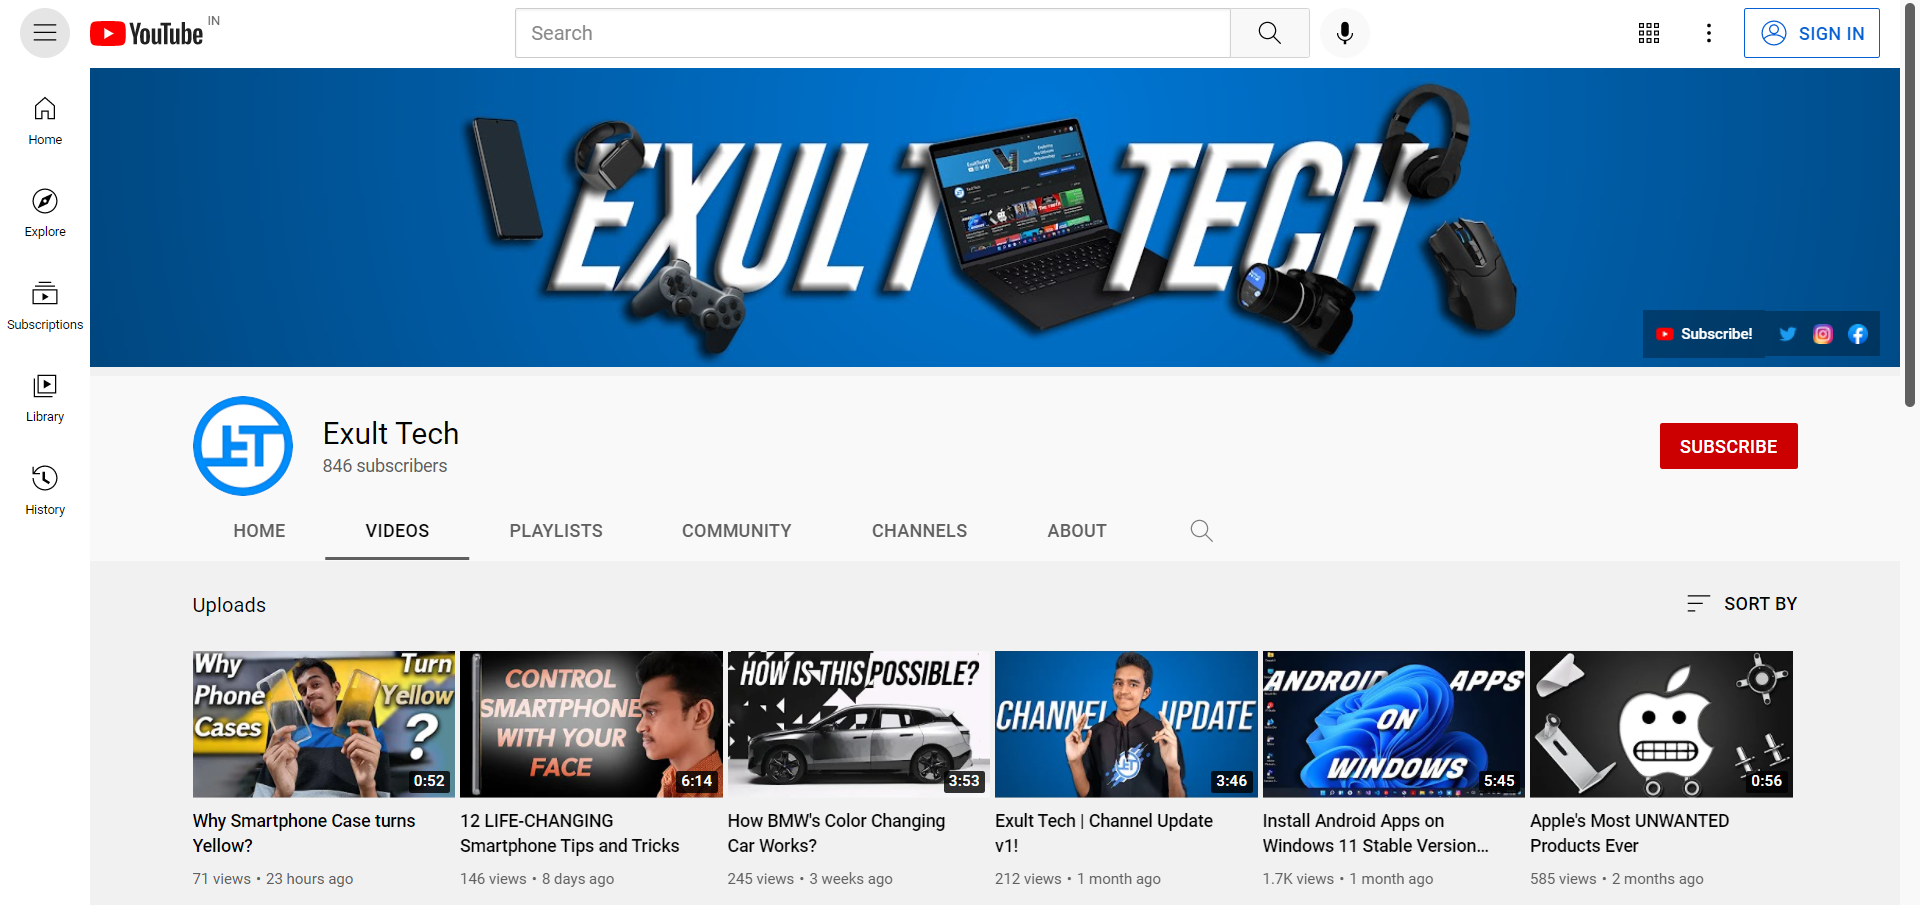 YouTube IN
Search
SIGN IN
Home
Explore
Subscriptions
Library
History
EXULT TECH
Subscribe!
Exult Tech
846 subscribers
SUBSCRIBE
HOME
VIDEOS
PLAYLISTS
COMMUNITY
CHANNELS
ABOUT
Uploads
SORT BY
Why Turn
Phone Yellow
Cases ?
0:52
CONTROL
SMARTPHONE
WITH YOUR
FACE
6:14
HOW IS THIS POSSIBLE?
3:53
CHANNEL UPDATE
3:46
ANDROID APPS
ON
WINDOWS
5:45
0:56
Why Smartphone Case turns
Yellow?
71 views • 23 hours ago
12 LIFE-CHANGING
Smartphone Tips and Tricks
146 views • 8 days ago
How BMW's Color Changing
Car Works?
245 views • 3 weeks ago
Exult Tech | Channel Update
v1!
212 views • 1 month ago
Install Android Apps on
Windows 11 Stable Version...
1.7K views • 1 month ago
Apple's Most UNWANTED
Products Ever
585 views • 2 months ago